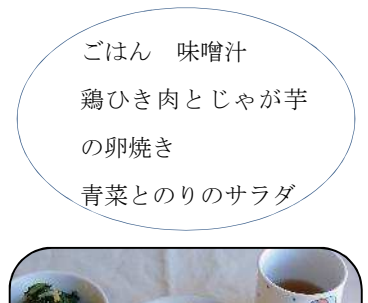 ごはん　味噌汁
鶏ひき肉とじゃが芋
の卵焼き
青菜とのりのサラダ